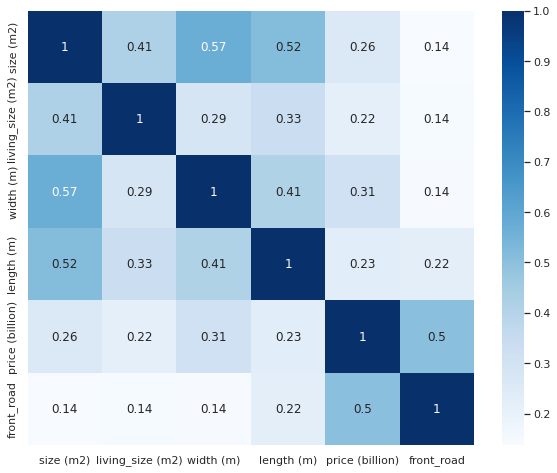 size (m2) 1 0.41 0.57 0.52 0.26 0.14
living_size (m2) 0.41 1 0.29 0.33 0.22 0.14
width (m) 0.57 0.29 1 0.41 0.31 0.14
length (m) 0.52 0.33 0.41 1 0.23 0.22
price (billion) 0.26 0.22 0.31 0.23 1 0.5
front_road 0.14 0.14 0.14 0.22 0.5 1
size (m2) living_size (m2) width (m) length (m) price (billion) front_road
1.0
0.9
0.8
0.7
0.6
0.5
0.4
0.3
0.2